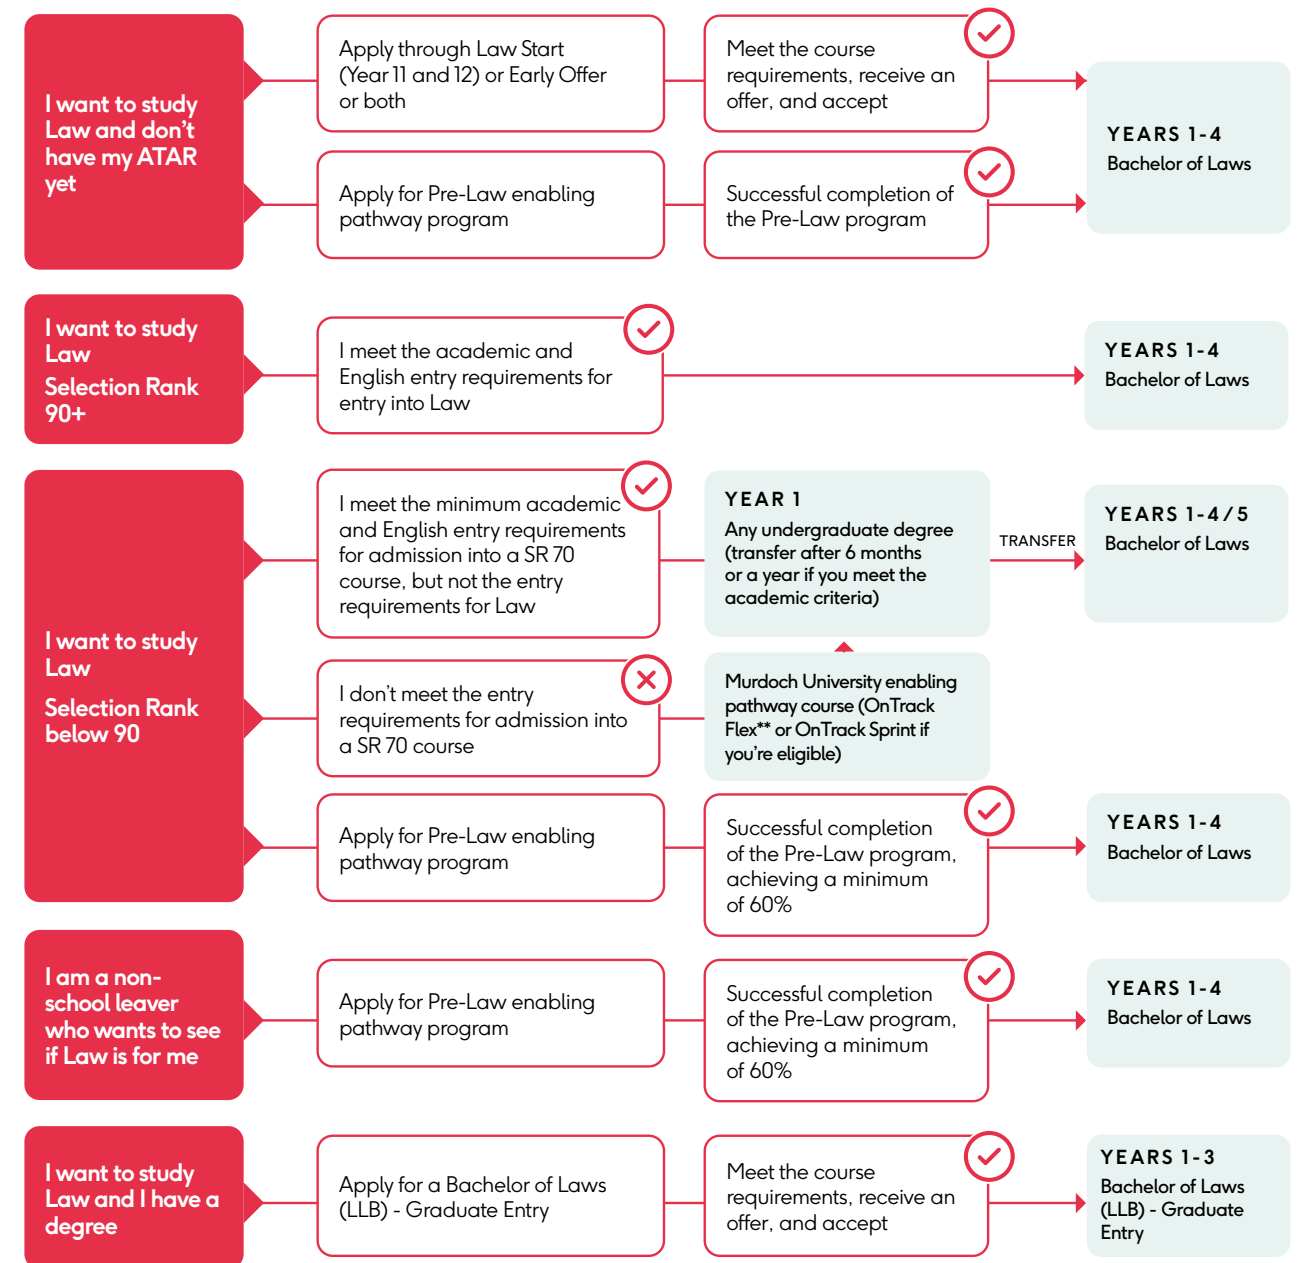 I want to study
Law and don't
have my ATAR
yet
Apply through Law Start
(Year 11 and 12) or Early Offer
or both
Meet the course
requirements, receive an
offer, and accept
Apply for Pre-Law enabling
pathway program
Successful completion of
the Pre-Law program
YEARS 1-4
Bachelor of Laws
I want to study
Law
Selection Rank
90+
I meet the academic and
English entry requirements for
entry into Law
YEARS 1-4
Bachelor of Laws
I want to study
Law
Selection Rank
below 90
I meet the minimum academic
and English entry requirements
for admission into a SR 70
course, but not the entry
requirements for Law
YEAR 1
Any undergraduate degree
(transfer after 6 months
or a year if you meet the
academic criteria)
TRANSFER
YEARS 1-4/5
Bachelor of Laws
I don't meet the entry
requirements for admission into
a SR 70 course
Murdoch University enabling
pathway course (OnTrack
Flex** or OnTrack Sprint if
you're eligible)
Apply for Pre-Law enabling
pathway program
Successful completion
of the Pre-Law program,
achieving a minimum
of 60%
YEARS 1-4
Bachelor of Laws
I am a non-
school leaver
who wants to see
if Law is for me
Apply for Pre-Law enabling
pathway program
Successful completion
of the Pre-Law program,
achieving a minimum
of 60%
YEARS 1-4
Bachelor of Laws
I want to study
Law and I have a
degree
Apply for a Bachelor of Laws
(LLB) - Graduate Entry
Meet the course
requirements, receive an
offer, and accept
YEARS 1-3
Bachelor of Laws
(LLB) - Graduate
Entry